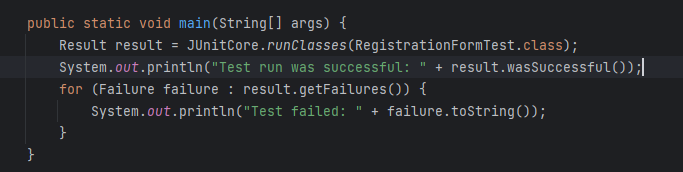 public static void main(String[] args) {
    Result result = JUnitCore.runClasses(RegistrationFormTest.class);
    System.out.println("Test run was successful: " + result.wasSuccessful());
    for (Failure failure : result.getFailures()) {
        System.out.println("Test failed: " + failure.toString());
    }
}